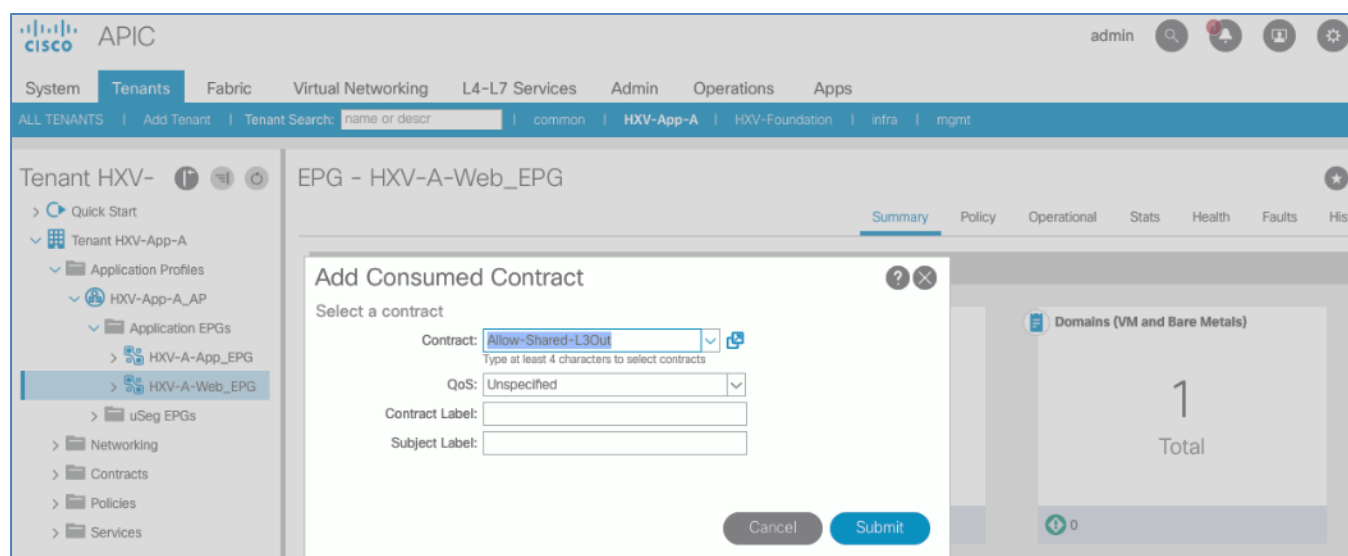 CISCO APIC admin
System Tenants Fabric Virtual Networking L4-L7 Services Admin Operations Apps
ALL TENANTS | Add Tenant | Tenant Search: name or descr | common | HXV-App-A | HXV-Foundation | infra | mgmt
Tenant HXV-
Quick Start
Tenant HXV-App-A
Application Profiles
HXV-App-A_AP
Application EPGs
HXV-A-App_EPG
HXV-A-Web_EPG
uSeg EPGs
Networking
Contracts
Policies
Services
EPG - HXV-A-Web_EPG
Summary Policy Operational Stats Health Faults His
Add Consumed Contract
Select a contract
Contract: Allow-Shared-L3Out
Type at least 4 characters to select contracts
QoS: Unspecified
Contract Label:
Subject Label:
Cancel Submit
Domains (VM and Bare Metals)
1
Total
0